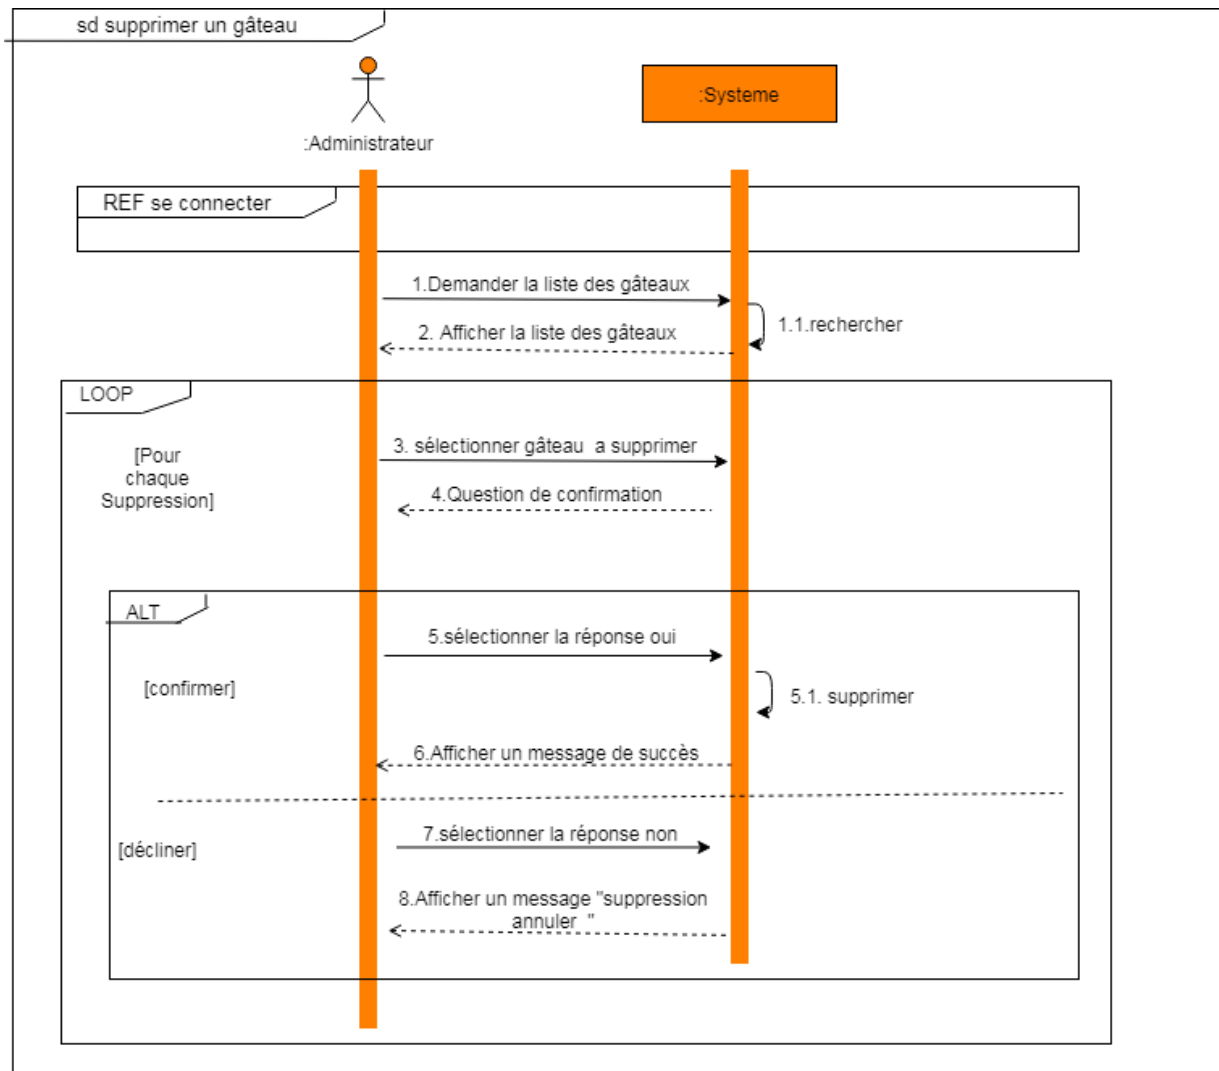 sd supprimer un gâteau
:Systeme
:Administrateur
REF se connecter
1.Demander la liste des gâteaux
1.1.rechercher
2. Afficher la liste des gâteaux
LOOP
3. sélectionner gâteau  a supprimer
[Pour
chaque
Suppression]
4.Question de confirmation
ALT
5.sélectionner la réponse oui
[confirmer]
5.1. supprimer
6.Afficher un message de succès
7.sélectionner la réponse non
[décliner]
8.Afficher un message "suppression
annuler  "